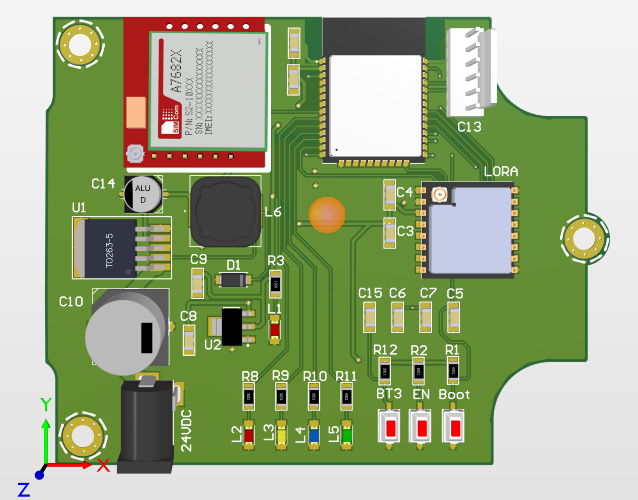 SIMCom
A7682X
P/N:S2-10XXX
SN:XXXXXXXXXXXXXXX
IMEI:XXXXXXXXXXXXXXX
C13
LORA
C14
ALU
D
L6
C4
C3
U1
TO263-5
C9
D1
R3
C10
C8
U2
L1
C15
C6
C7
C5
R12
R2
R1
BT3
EN
Boot
R8
R9
R10
R11
24VDC
L2
L3
L4
L5
Y
X
Z